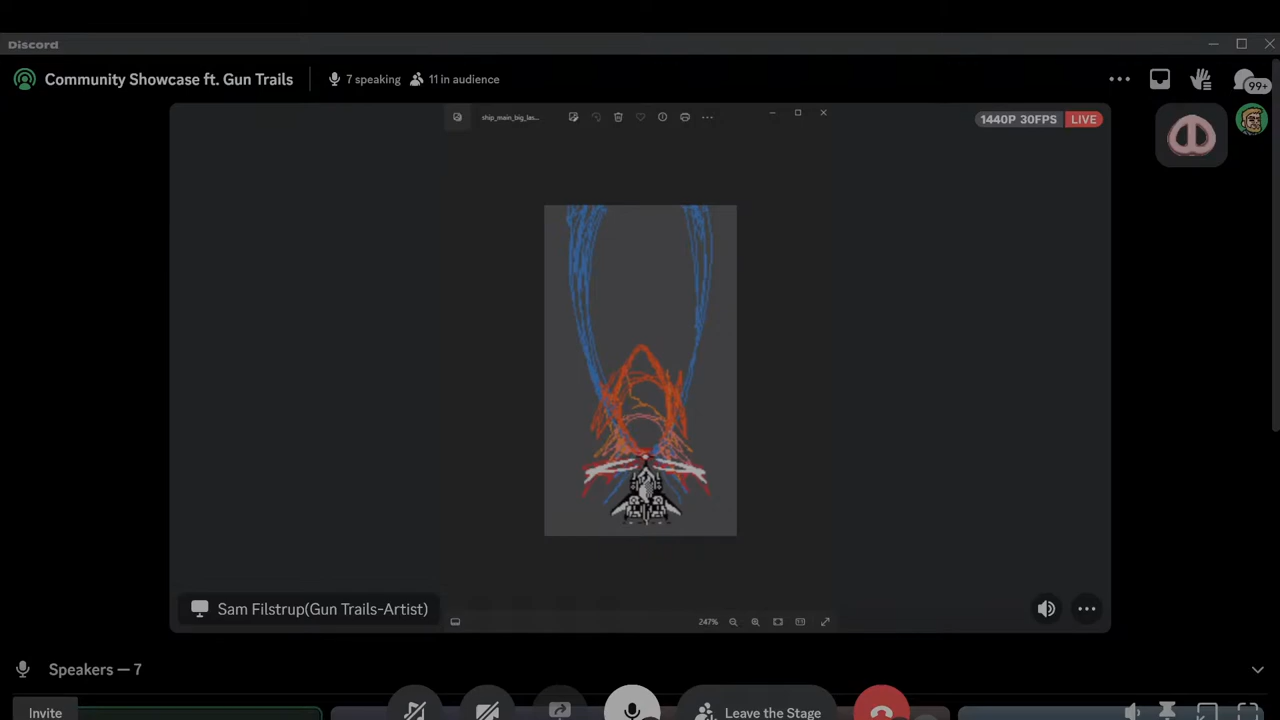 Discord
Community Showcase ft. Gun Trails
7 speaking
11 in audience
99+
ship_main_big_las...
1440P 30FPS
LIVE
Sam Filstrup(Gun Trails-Artist)
247%
Speakers — 7
Invite
Leave the Stage